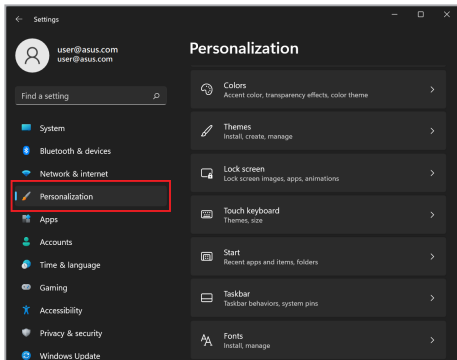 Settings
user@asus.com
user@asus.com
Find a setting
System
Bluetooth & devices
Network & internet
Personalization
Apps
Accounts
Time & language
Gaming
Accessibility
Privacy & security
Windows Update
Personalization
Colors
Accent color, transparency effects, color theme
Themes
Install, create, manage
Lock screen
Lock screen images, apps, animations
Touch keyboard
Themes, size
Start
Recent apps and items, folders
Taskbar
Taskbar behaviors, system pins
Fonts
Install, manage